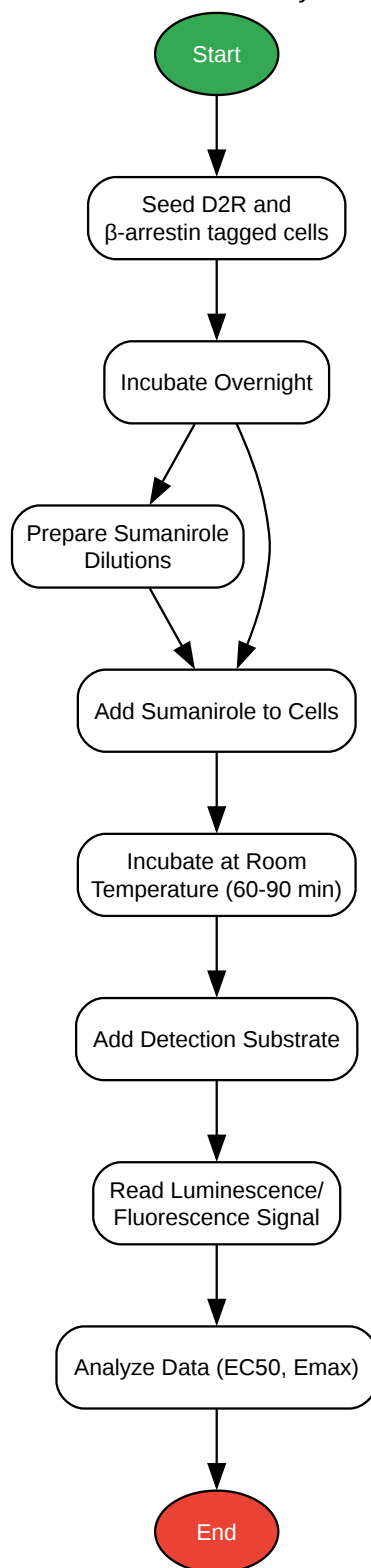 Start
Seed D2R and
β-arrestin tagged cells
Incubate Overnight
Prepare Sumanirole
Dilutions
Add Sumanirole to Cells
Incubate at Room
Temperature (60-90 min)
Add Detection Substrate
Read Luminescence/
Fluorescence Signal
Analyze Data (EC50, Emax)
End